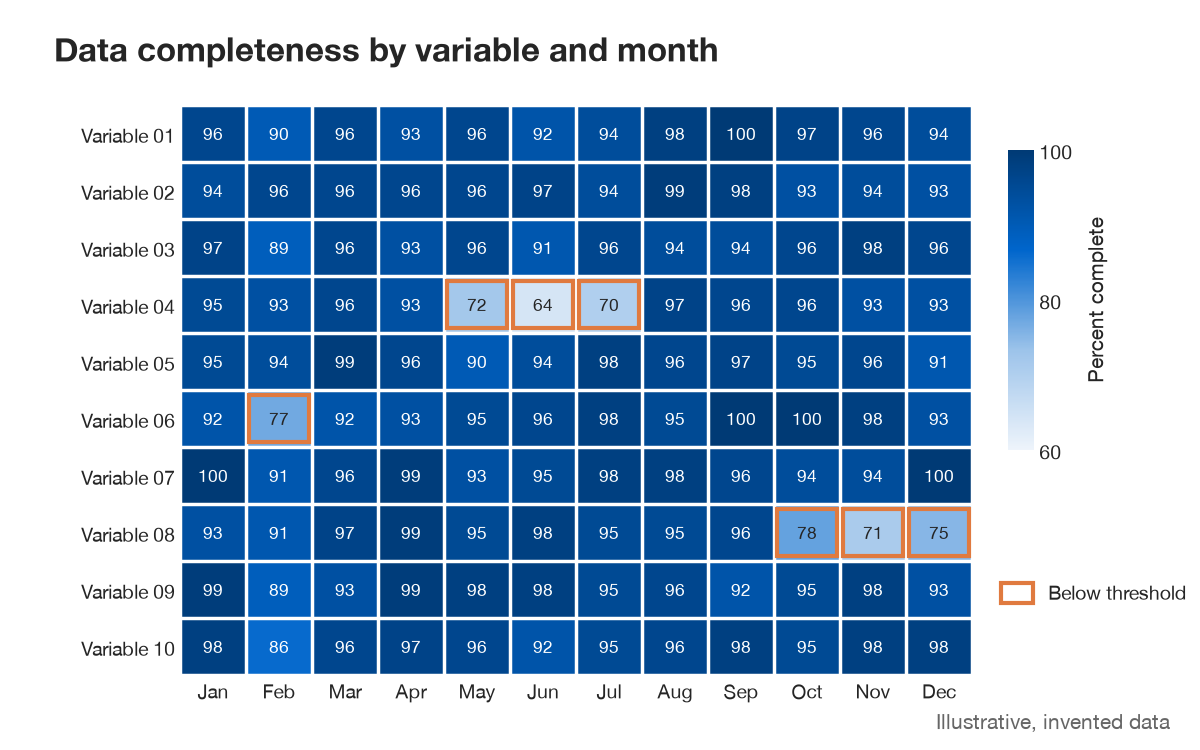 Data completeness by variable and month
Variable 01 96 90 96 93 96 92 94 98 100 97 96 94
Variable 02 94 96 96 96 96 97 94 99 98 93 94 93
Variable 03 97 89 96 93 96 91 96 94 94 96 98 96
Variable 04 95 93 96 93 72 64 70 97 96 96 93 93
Variable 05 95 94 99 96 90 94 98 96 97 95 96 91
Variable 06 92 77 92 93 95 96 98 95 100 100 98 93
Variable 07 100 91 96 99 93 95 98 98 96 94 94 100
Variable 08 93 91 97 99 95 98 95 95 96 78 71 75
Variable 09 99 89 93 99 98 98 95 96 92 95 98 93
Variable 10 98 86 96 97 96 92 95 96 98 95 98 98
Jan Feb Mar Apr May Jun Jul Aug Sep Oct Nov Dec
100
80
60
Percent complete
Below threshold
Illustrative, invented data